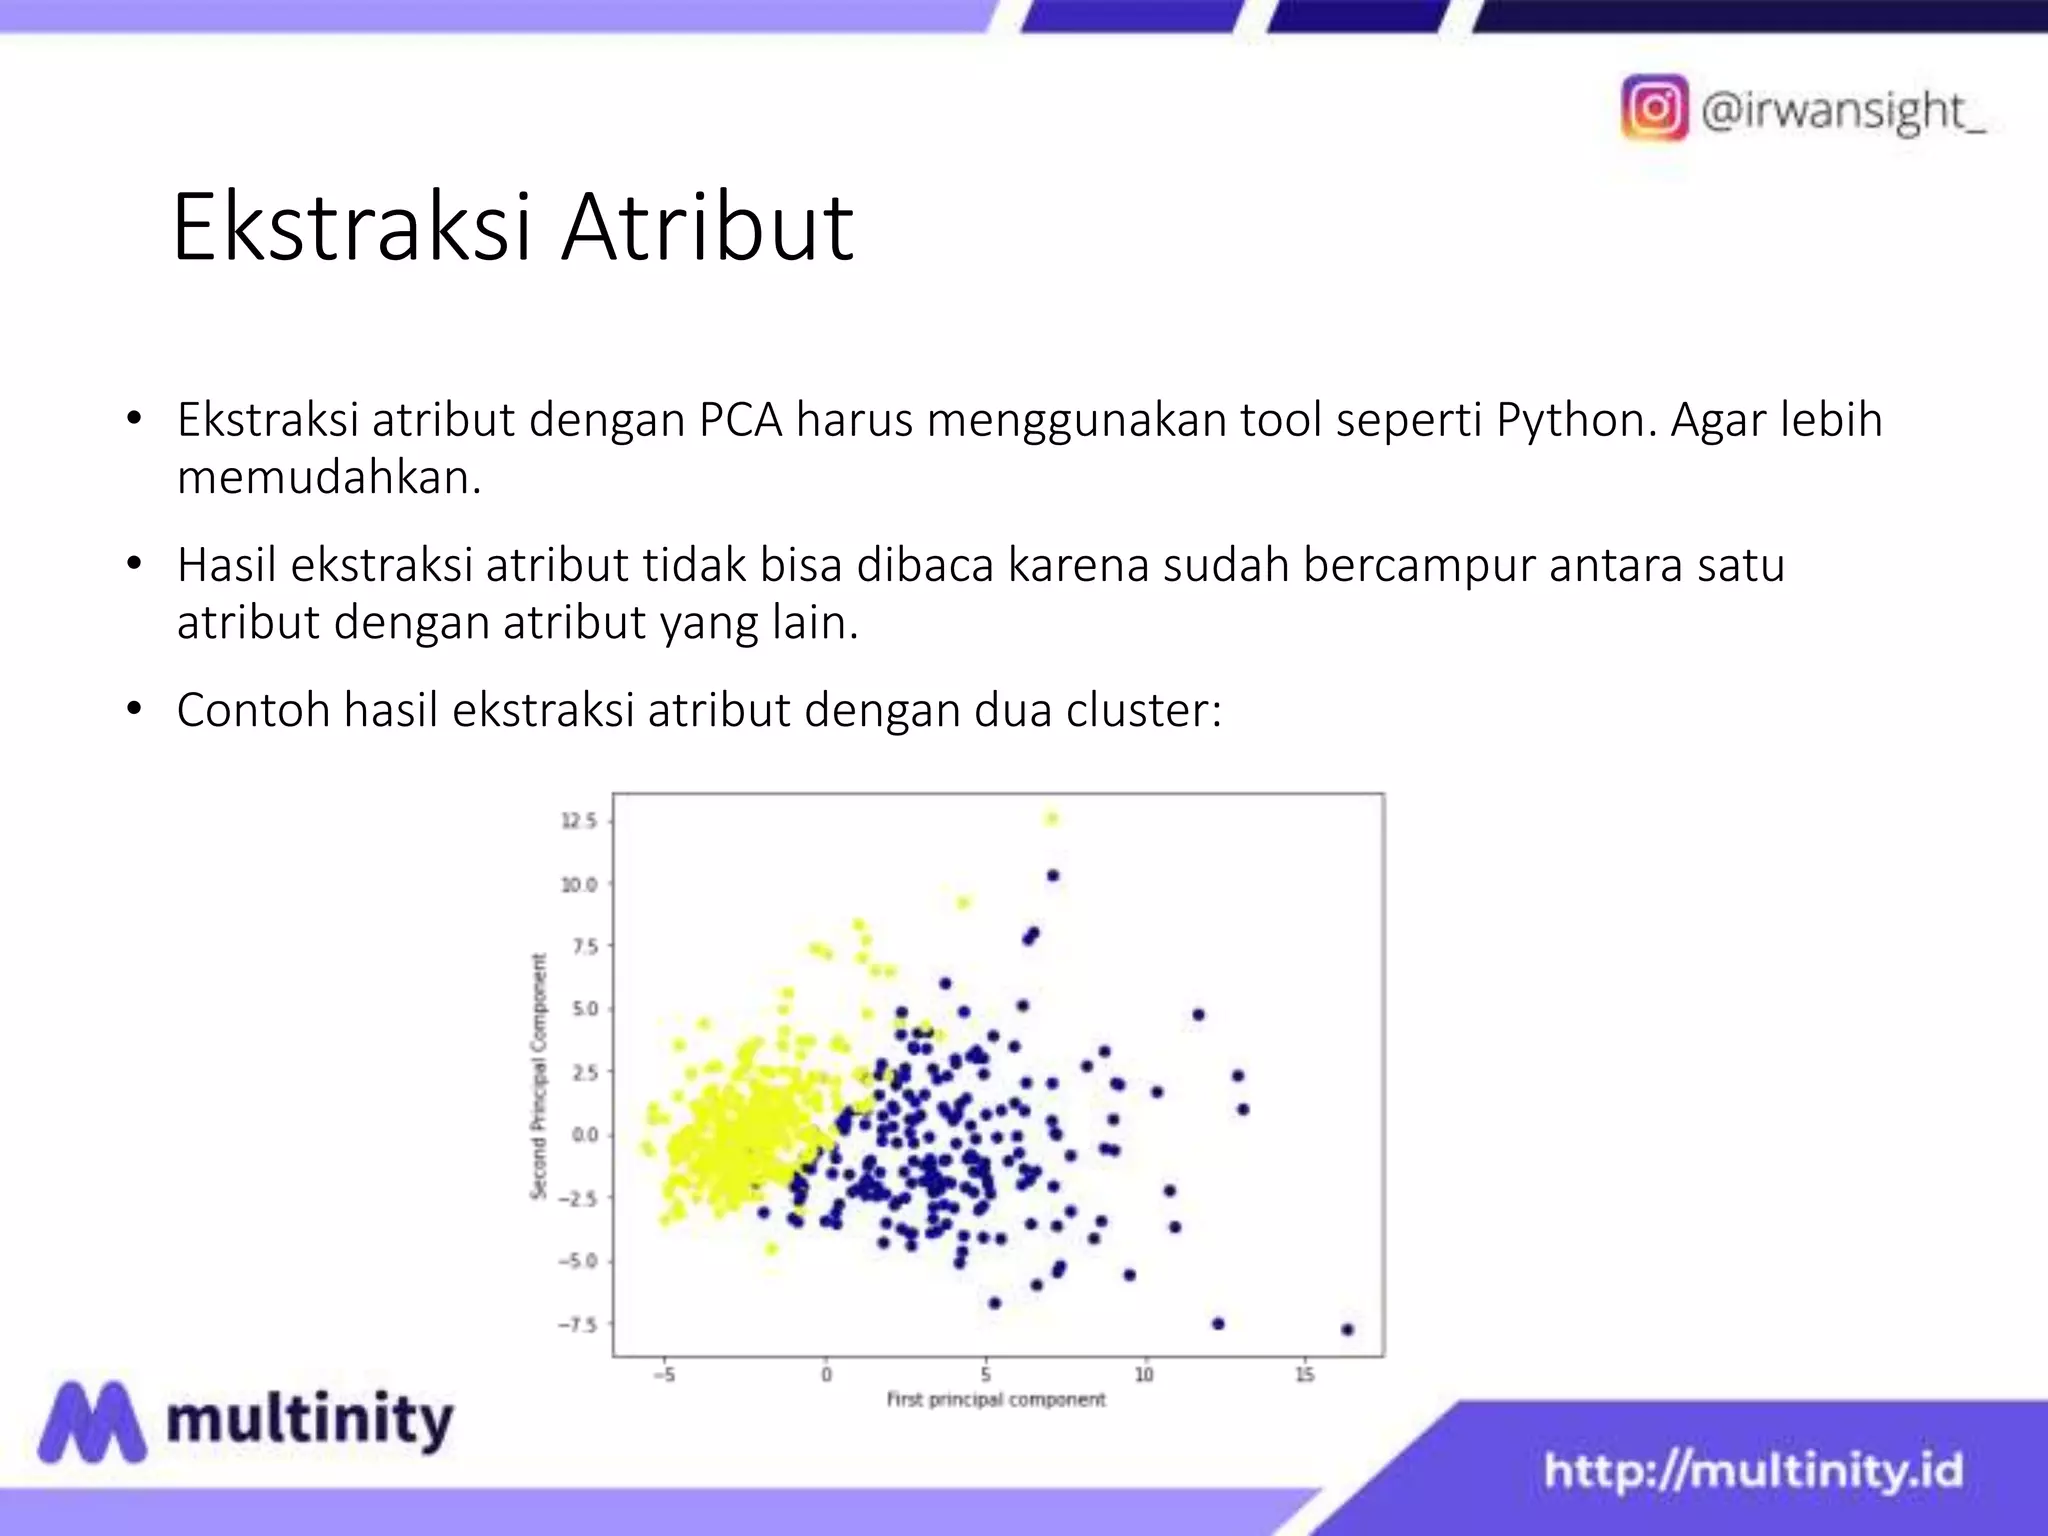 @irwansight_
Ekstraksi Atribut
• Ekstraksi atribut dengan PCA harus menggunakan tool seperti Python. Agar lebih
memudahkan.
• Hasil ekstraksi atribut tidak bisa dibaca karena sudah bercampur antara satu
atribut dengan atribut yang lain.
• Contoh hasil ekstraksi atribut dengan dua cluster:
Second Principal Component
12.5
10.0
7.5
5.0
2.5
0.0
−2.5
−5.0
−7.5
−5 0 5 10 15
First principal component
multinity
http://multinity.id